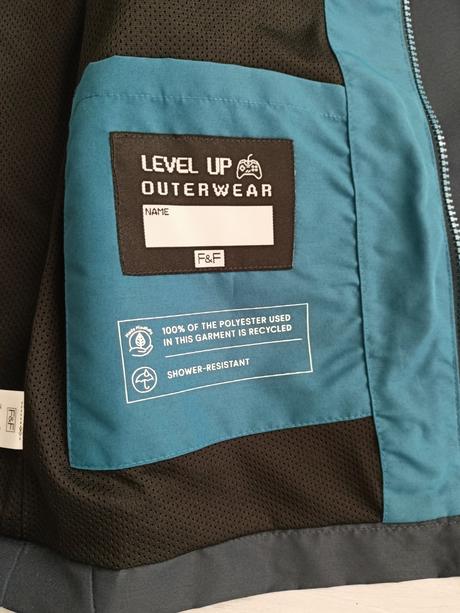 LEVEL UP
OUTERWEAR
NAME
F&F
100% OF THE POLYESTER USED
IN THIS GARMENT IS RECYCLED
SHOWER-RESISTANT
F&F